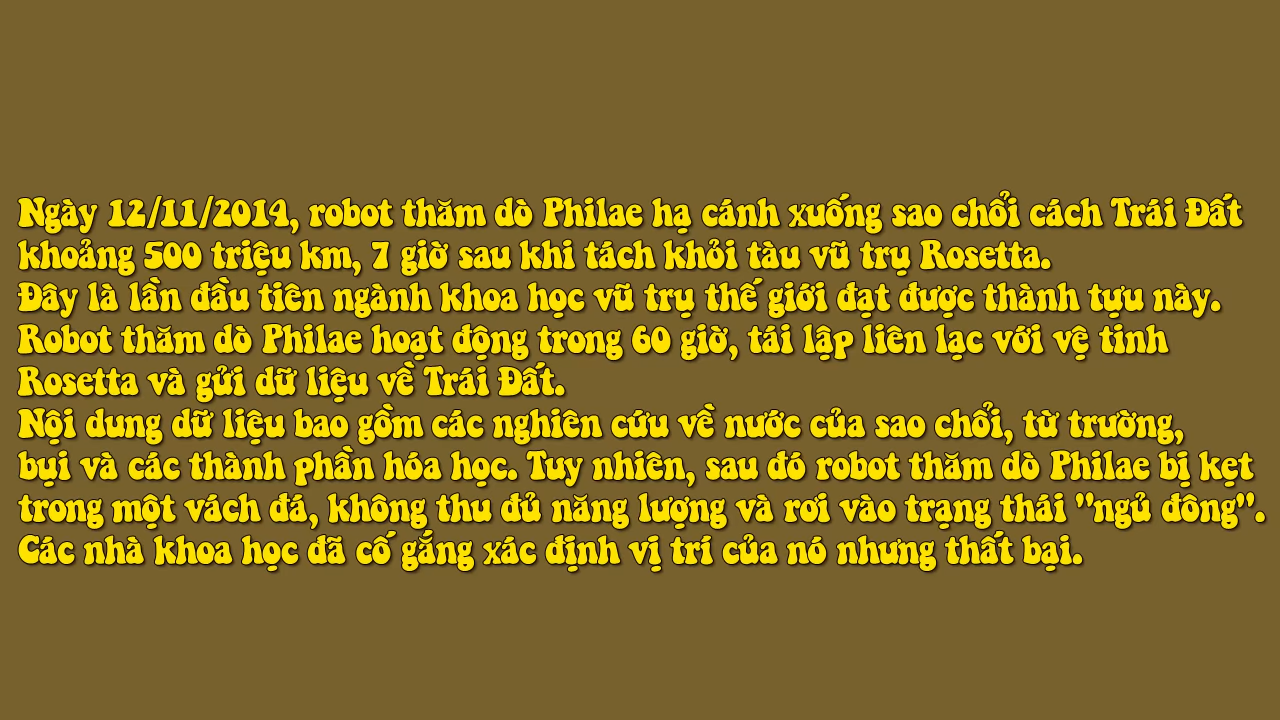 Ngày 12/11/2014, robot thăm dò Philae hạ cánh xuống sao chổi cách Trái Đất
khoảng 500 triệu km, 7 giờ sau khi tách khỏi tàu vũ trụ Rosetta.
Đây là lần đầu tiên ngành khoa học vũ trụ thế giới đạt được thành tựu này.
Robot thăm dò Philae hoạt động trong 60 giờ, tái lập liên lạc với vệ tinh
Rosetta và gửi dữ liệu về Trái Đất.
Nội dung dữ liệu bao gồm các nghiên cứu về nước của sao chổi, từ trường,
bụi và các thành phần hóa học. Tuy nhiên, sau đó robot thăm dò Philae bị kẹt
trong một vách đá, không thu đủ năng lượng và rơi vào trạng thái "ngủ đông".
Các nhà khoa học đã cố gắng xác định vị trí của nó nhưng thất bại.